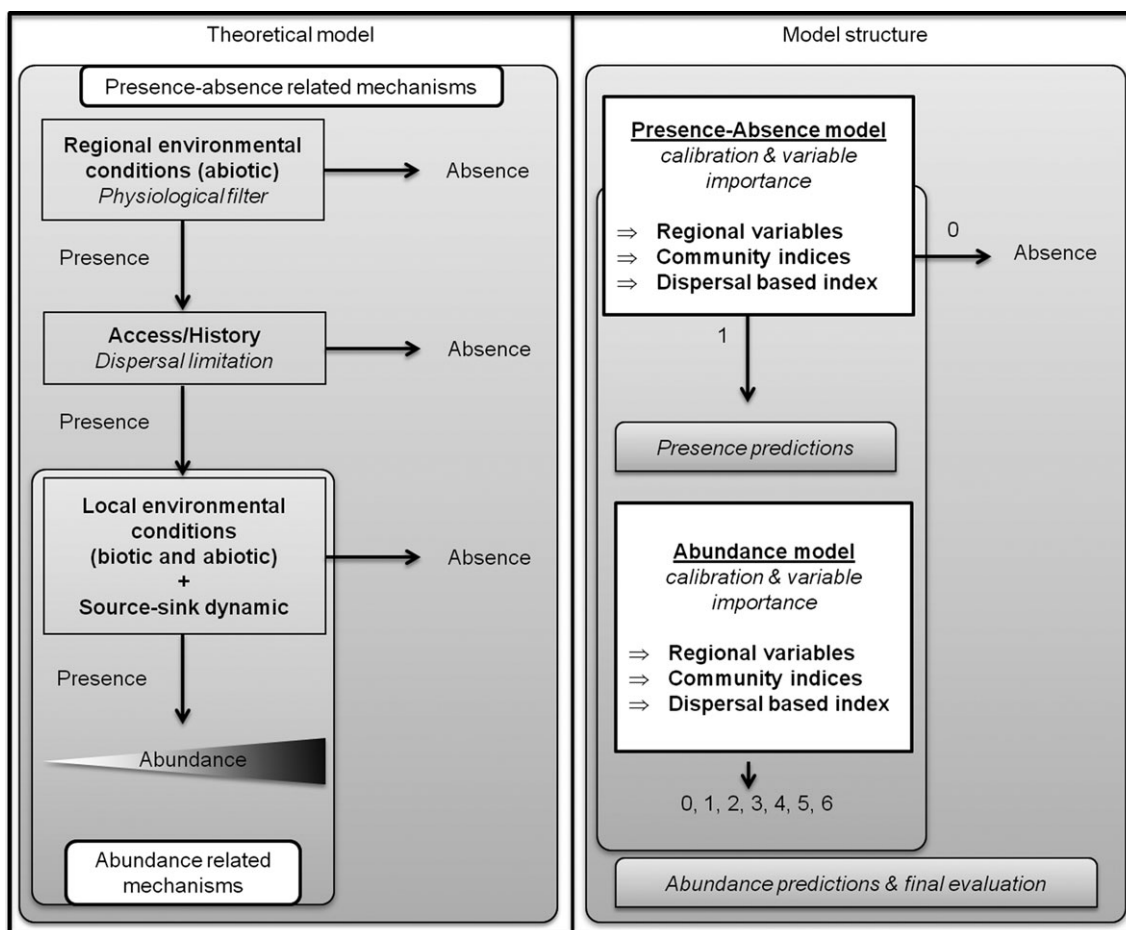 Theoretical model
Presence-absence related mechanisms
Regional environmental
conditions (abiotic)
Physiological filter
Absence
Presence
Access/History
Dispersal limitation
Absence
Presence
Local environmental
conditions
(biotic and abiotic)
+
Source-sink dynamic
Absence
Presence
Abundance
Abundance related
mechanisms
Model structure
Presence-Absence model
calibration & variable
importance
⇒ Regional variables
⇒ Community indices
⇒ Dispersal based index
0
Absence
1
Presence predictions
Abundance model
calibration & variable
importance
⇒ Regional variables
⇒ Community indices
⇒ Dispersal based index
0, 1, 2, 3, 4, 5, 6
Abundance predictions & final evaluation